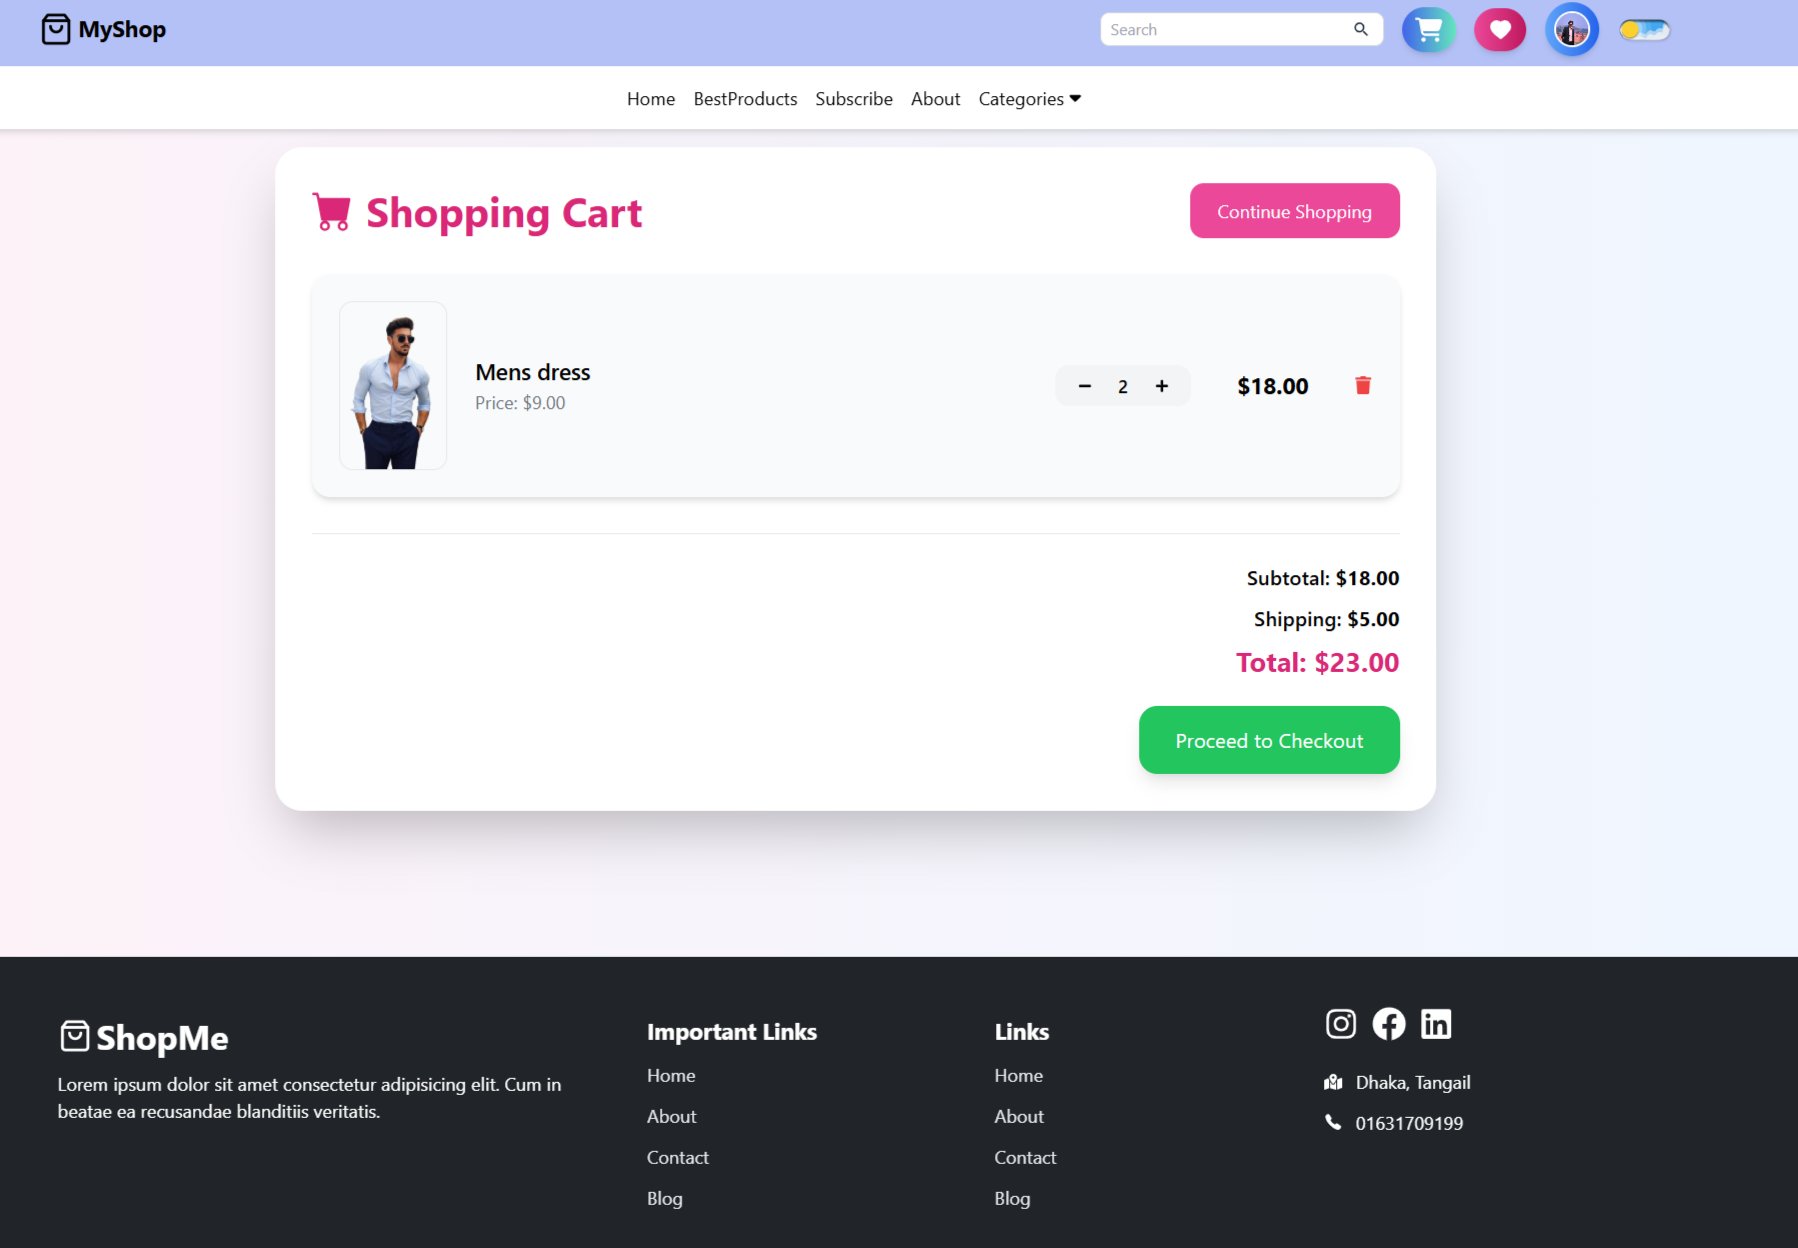 MyShop
Search
Home BestProducts Subscribe About Categories
Shopping Cart
Continue Shopping
Mens dress
Price: $9.00
2
$18.00
Subtotal: $18.00
Shipping: $5.00
Total: $23.00
Proceed to Checkout
ShopMe
Lorem ipsum dolor sit amet consectetur adipisicing elit. Cum in
beatae ea recusandae blanditiis veritatis.
Important Links
Home
About
Contact
Blog
Links
Home
About
Contact
Blog
Dhaka, Tangail
01631709199